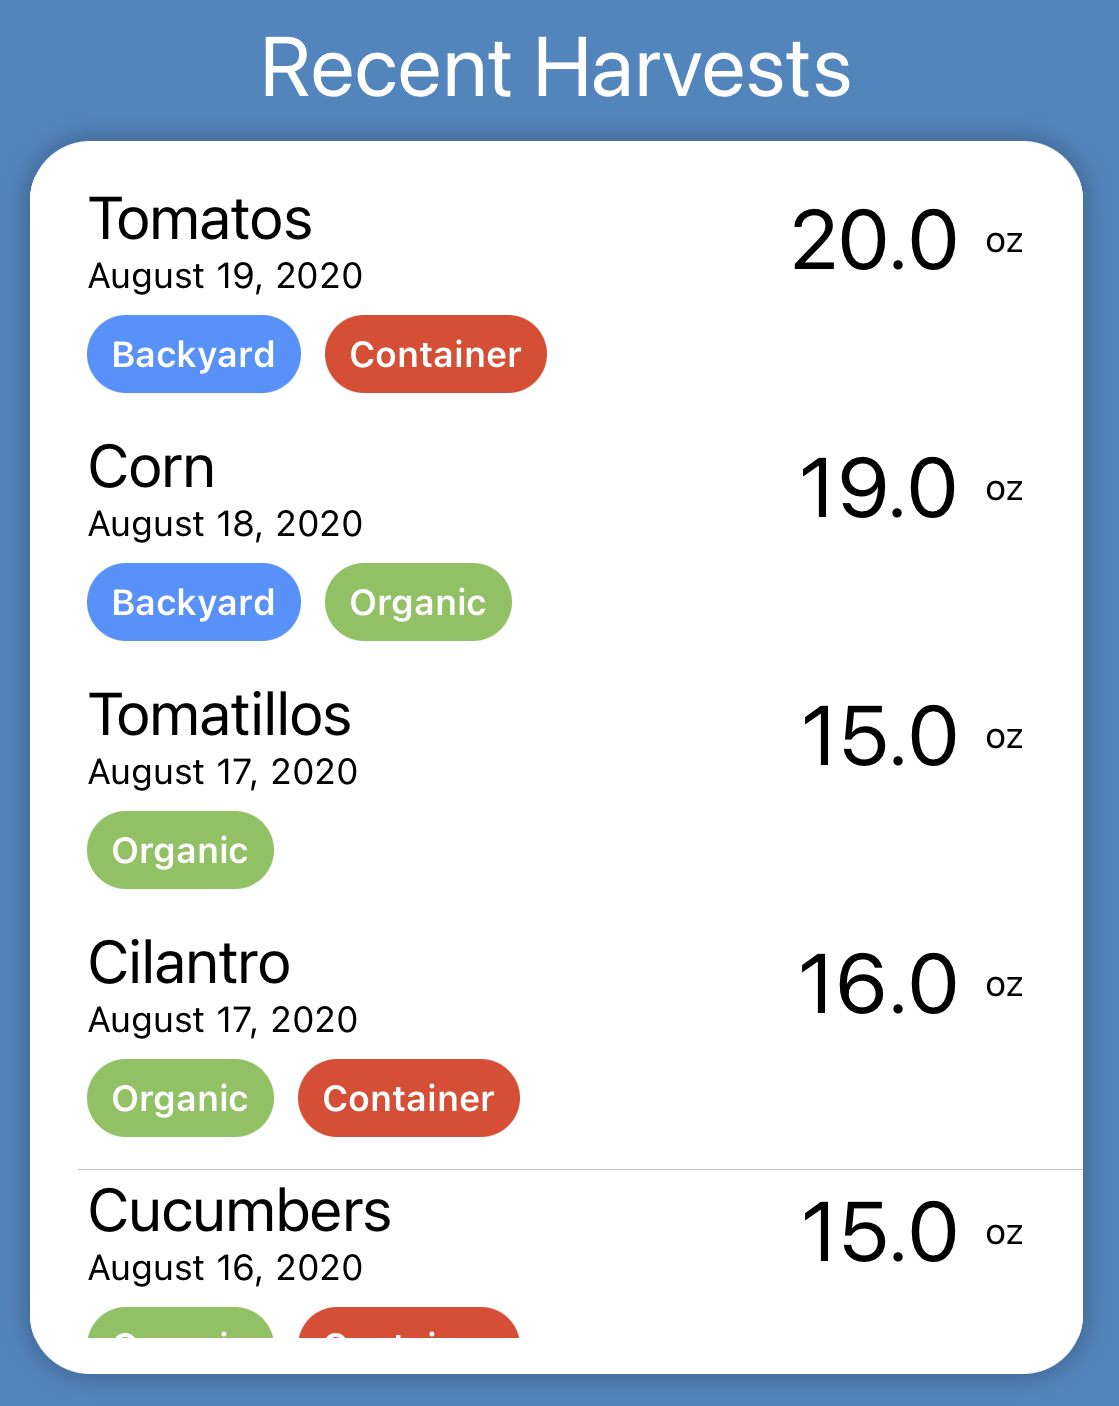 Recent Harvests
Tomatos
20.0 oz
August 19, 2020
Backyard Container
Corn
19.0 oz
August 18, 2020
Backyard Organic
Tomatillos
15.0 oz
August 17, 2020
Organic
Cilantro
16.0 oz
August 17, 2020
Organic Container
Cucumbers
15.0 oz
August 16, 2020